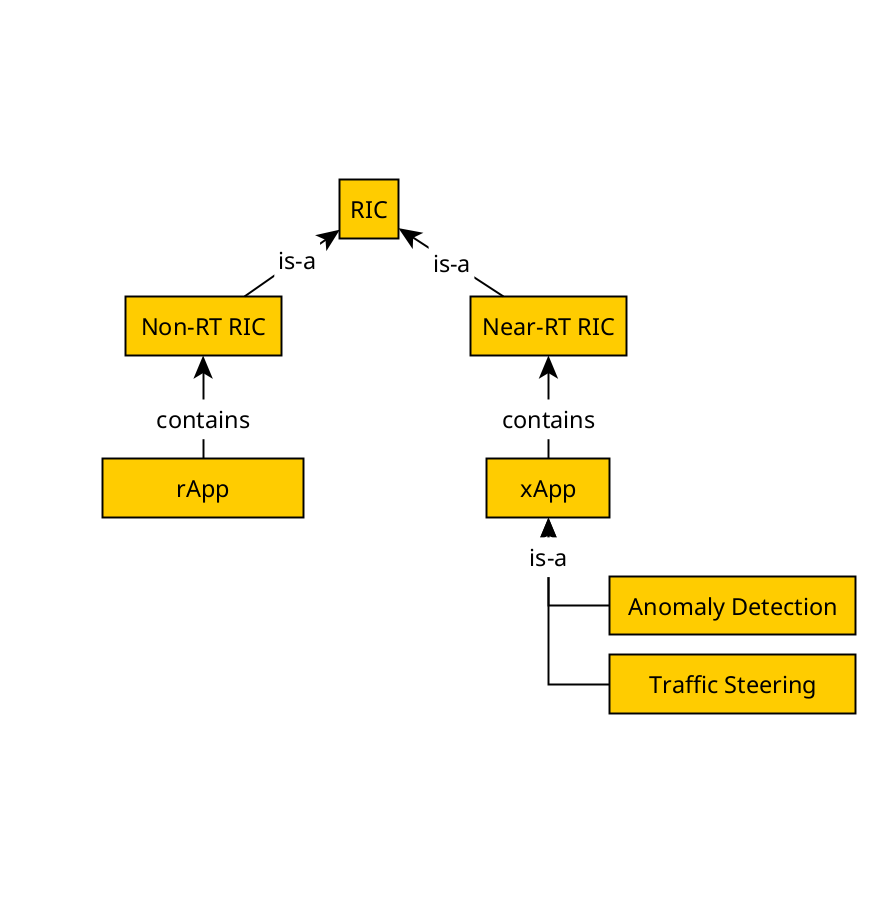 RIC
is-a
is-a
Non-RT RIC
Near-RT RIC
contains
contains
rApp
xApp
is-a
Anomaly Detection
Traffic Steering